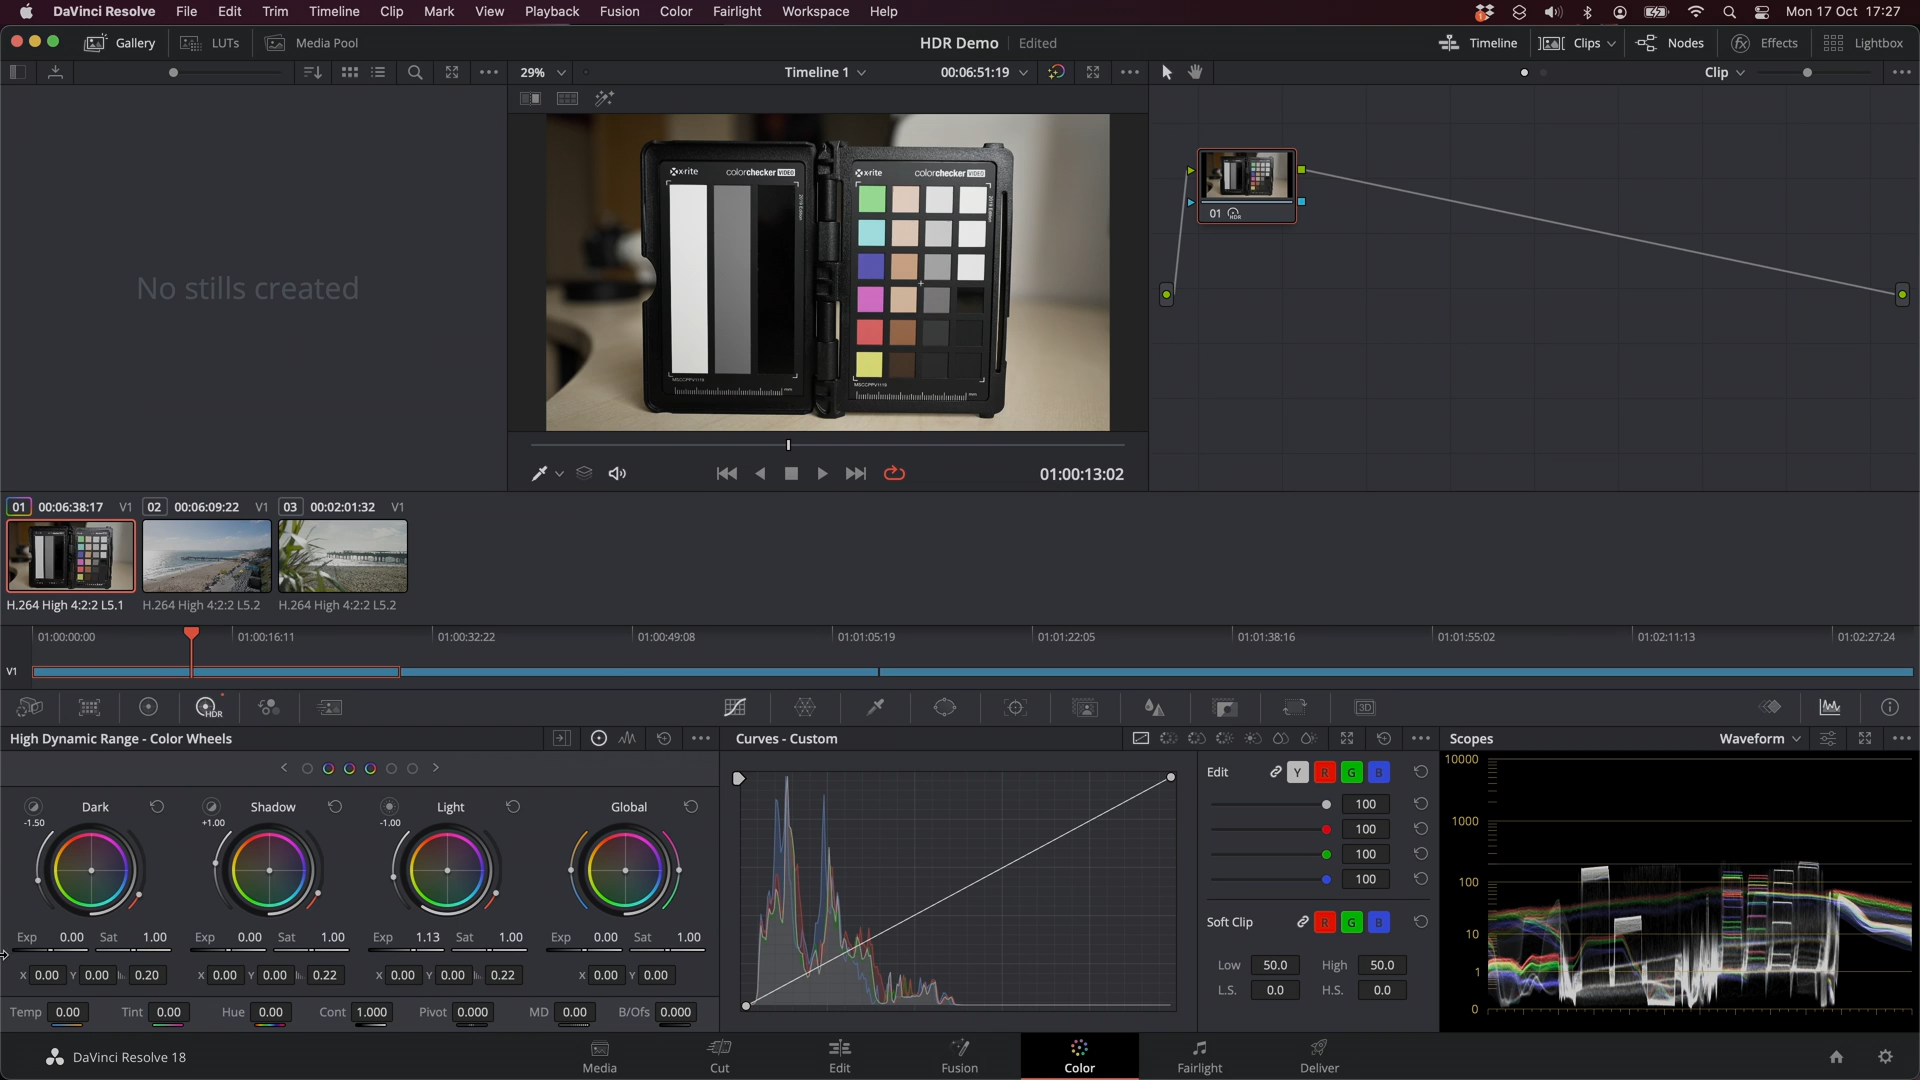 DaVinci Resolve File Edit Trim Timeline Clip Mark View Playback Fusion Color Fairlight Workspace Help Mon 17 Oct 17:27
Gallery LUTs Media Pool HDR Demo Edited Timeline Clips Nodes Effects Lightbox
29% Timeline 1 00:06:51:19 Clip
No stills created
x-rite colorchecker VIDEO x-rite colorchecker VIDEO
MSCCPPV1119 MSCCPPV1119
mm mm
01 HDR
01:00:13:02
01 00:06:38:17 V1 02 00:06:09:22 V1 03 00:02:01:32 V1
H.264 High 4:2:2 L5.1 H.264 High 4:2:2 L5.2 H.264 High 4:2:2 L5.2
01:00:00:00 01:00:16:11 01:00:32:22 01:00:49:08 01:01:05:19 01:01:22:05 01:01:38:16 01:01:55:02 01:02:11:13 01:02:27:24
V1
HDR 3D
High Dynamic Range - Color Wheels Curves - Custom Scopes Waveform
Dark Shadow Light Global
-1.50 +1.00 -1.00
Exp 0.00 Sat 1.00 Exp 0.00 Sat 1.00 Exp 1.13 Sat 1.00 Exp 0.00 Sat 1.00
X 0.00 Y 0.00 0.20 X 0.00 Y 0.00 0.22 X 0.00 Y 0.00 0.22 X 0.00 Y 0.00
Temp 0.00 Tint 0.00 Hue 0.00 Cont 1.000 Pivot 0.000 MD 0.00 B/Ofs 0.000
Edit Y R G B
100
100
100
100
Soft Clip R G B
Low 50.0 High 50.0
L.S. 0.0 H.S. 0.0
10000
1000
100
10
1
0
DaVinci Resolve 18 Media Cut Edit Fusion Color Fairlight Deliver